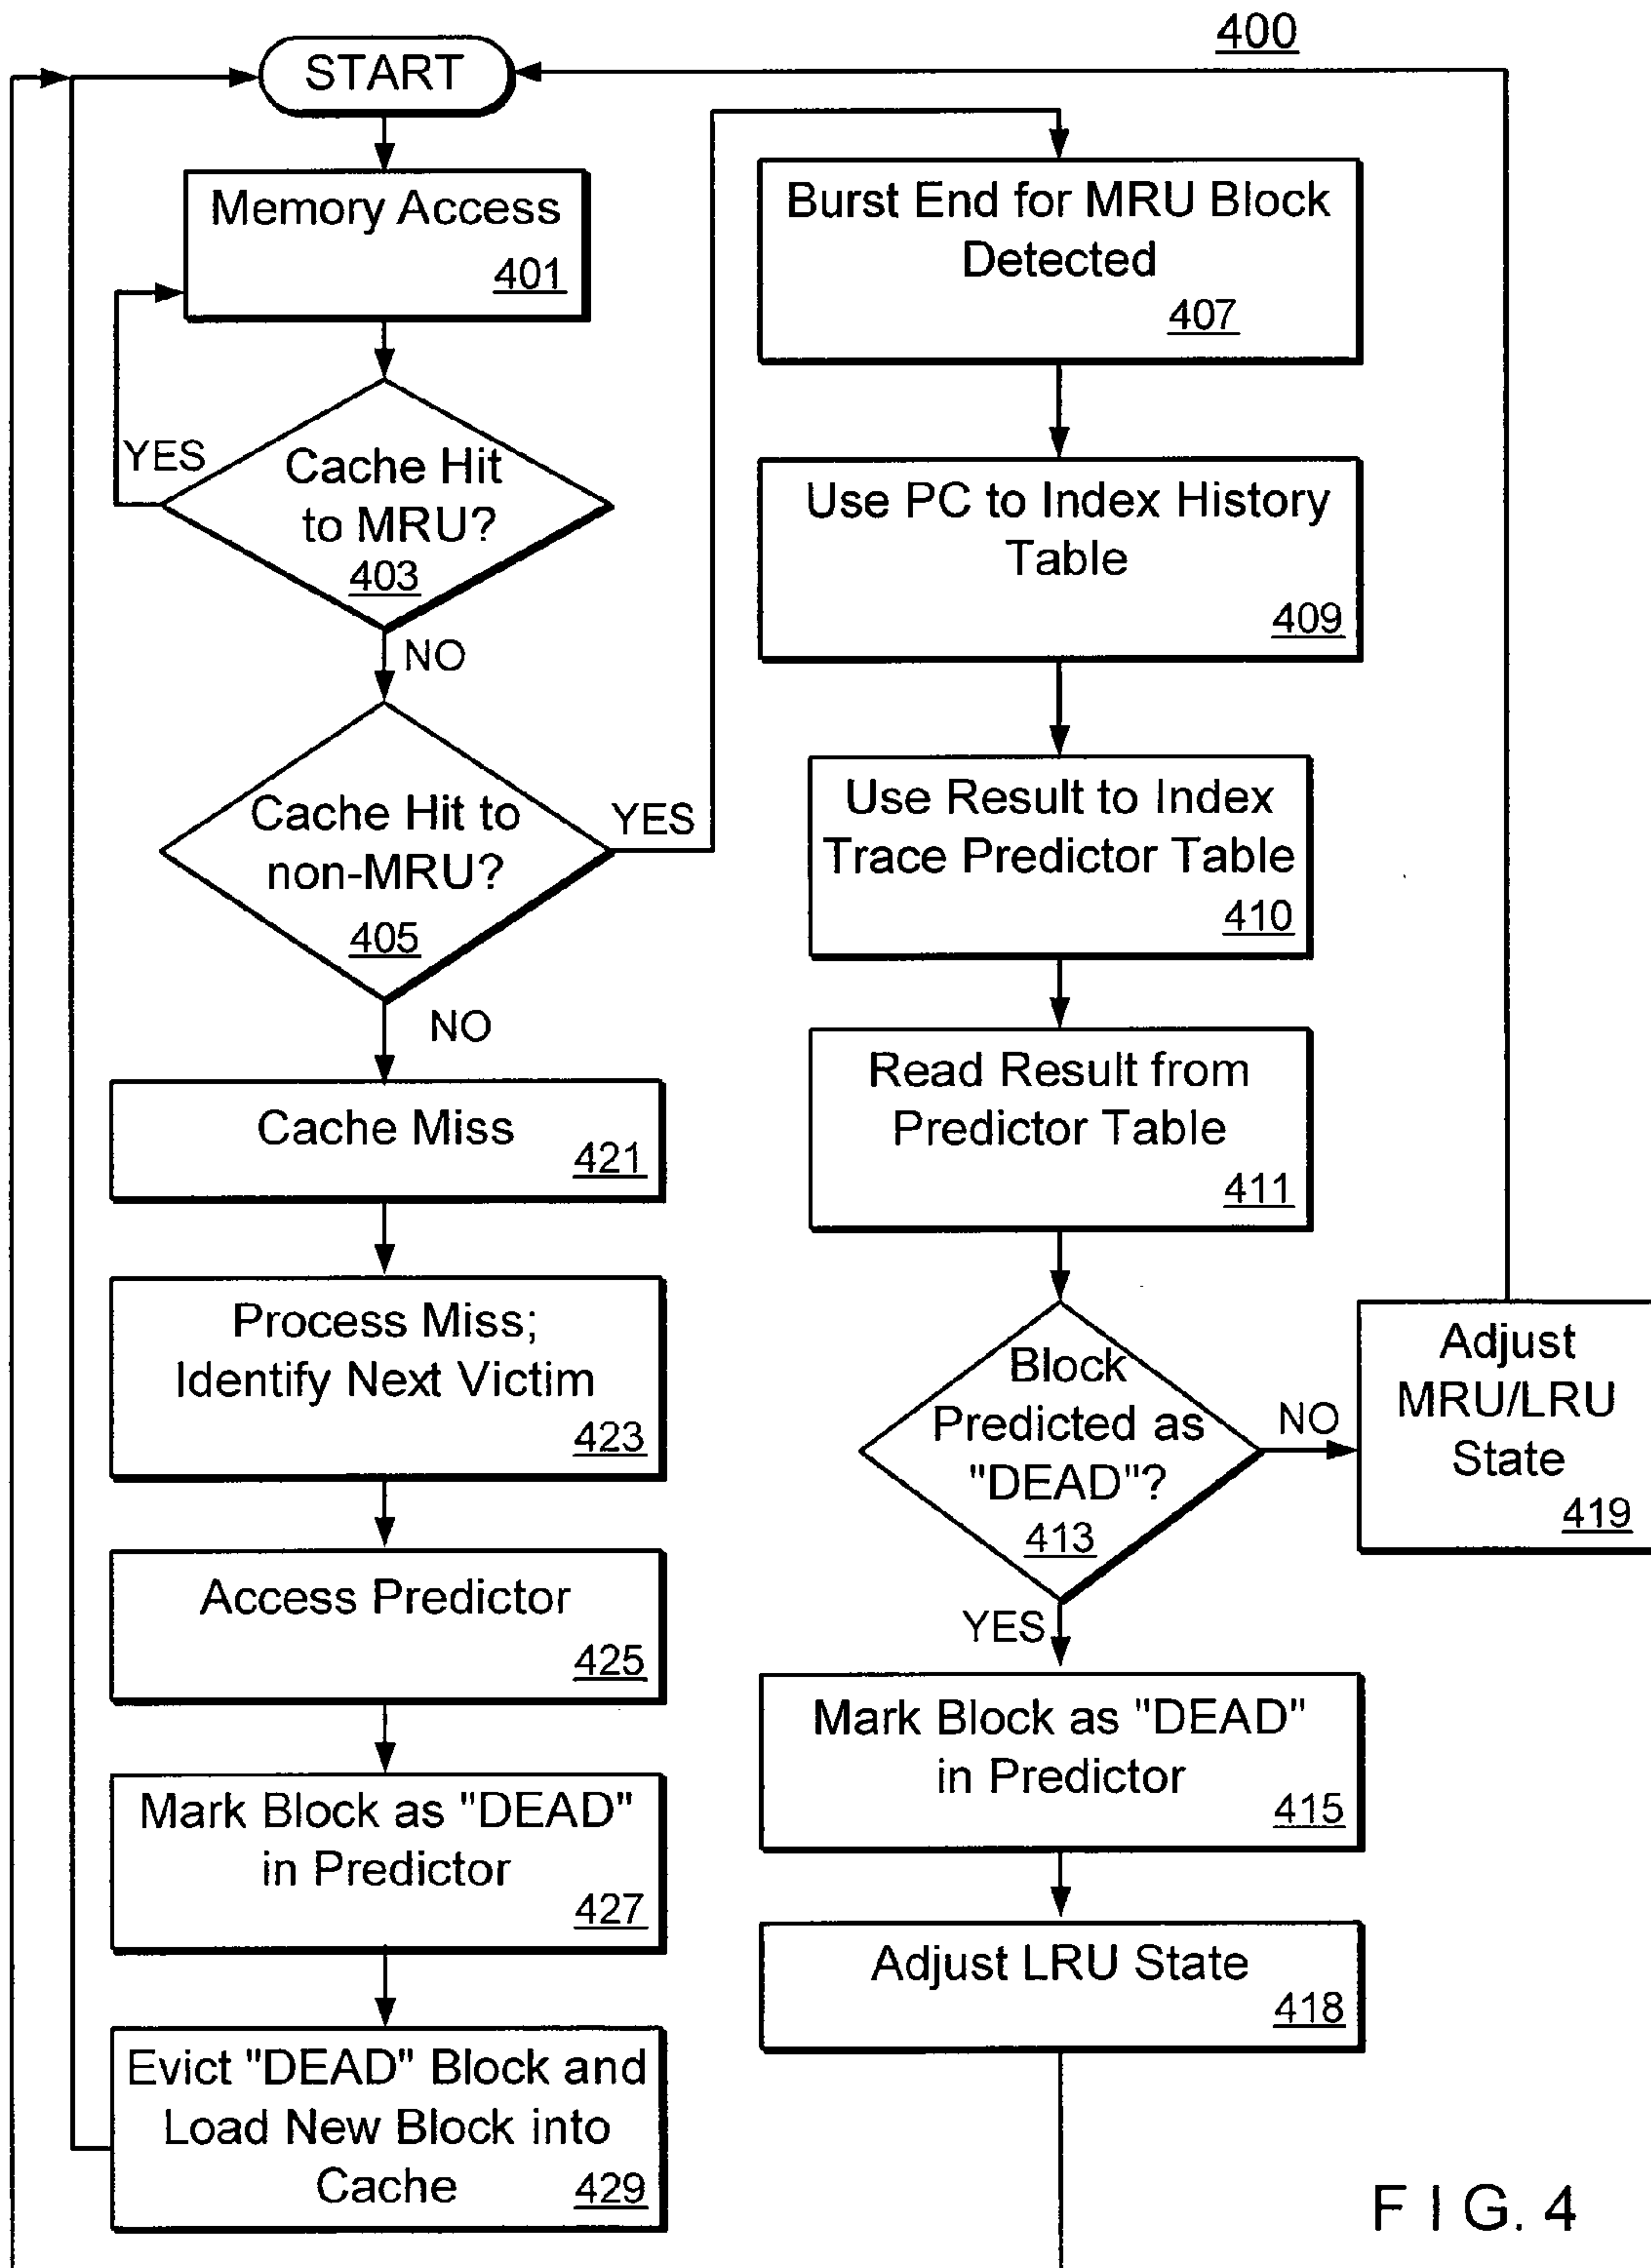 400
START
Memory Access
401
YES
Cache Hit
to MRU?
403
NO
Cache Hit to
non-MRU?
405
YES
NO
Cache Miss
421
Process Miss;
Identify Next Victim
423
Access Predictor
425
Mark Block as "DEAD"
in Predictor
427
Evict "DEAD" Block and
Load New Block into
Cache
429
Burst End for MRU Block
Detected
407
Use PC to Index History
Table
409
Use Result to Index
Trace Predictor Table
410
Read Result from
Predictor Table
411
Block
Predicted as
"DEAD"?
413
NO
Adjust
MRU/LRU
State
419
YES
Mark Block as "DEAD"
in Predictor
415
Adjust LRU State
418
F I G. 4